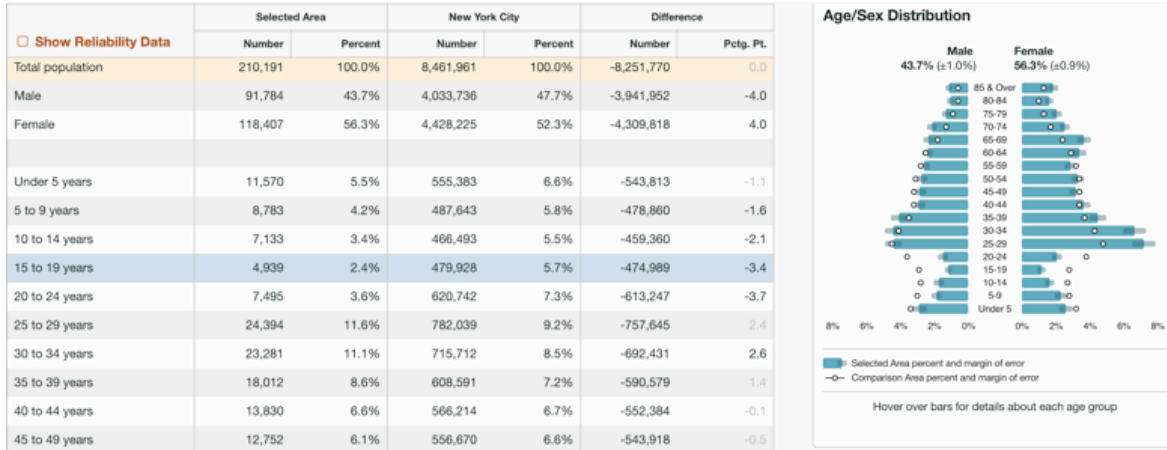 Selected Area New York City Difference
Show Reliability Data Number Percent Number Percent Number Pctg. Pt.
Total population 210,191 100.0% 8,461,961 100.0% -8,251,770 0.0
Male 91,784 43.7% 4,033,736 47.7% -3,941,952 -4.0
Female 118,407 56.3% 4,428,225 52.3% -4,309,818 4.0
Under 5 years 11,570 5.5% 555,383 6.6% -543,813 -1.1
5 to 9 years 8,783 4.2% 487,643 5.8% -478,860 -1.6
10 to 14 years 7,133 3.4% 466,493 5.5% -459,360 -2.1
15 to 19 years 4,939 2.4% 479,928 5.7% -474,989 -3.4
20 to 24 years 7,495 3.6% 620,742 7.3% -613,247 -3.7
25 to 29 years 24,394 11.6% 782,039 9.2% -757,645 2.4
30 to 34 years 23,281 11.1% 715,712 8.5% -692,431 2.6
35 to 39 years 18,012 8.6% 608,591 7.2% -590,579 1.4
40 to 44 years 13,830 6.6% 566,214 6.7% -552,384 -0.1
45 to 49 years 12,752 6.1% 556,670 6.6% -543,918 -0.5
Age/Sex Distribution
Male Female
43.7% (±1.0%) 56.3% (±0.9%)
85 & Over
80-84
75-79
70-74
65-69
60-64
55-59
50-54
45-49
40-44
35-39
30-34
25-29
20-24
15-19
10-14
5-9
Under 5
8% 6% 4% 2% 0% 0% 2% 4% 6% 8%
Selected Area percent and margin of error
Comparison Area percent and margin of error
Hover over bars for details about each age group